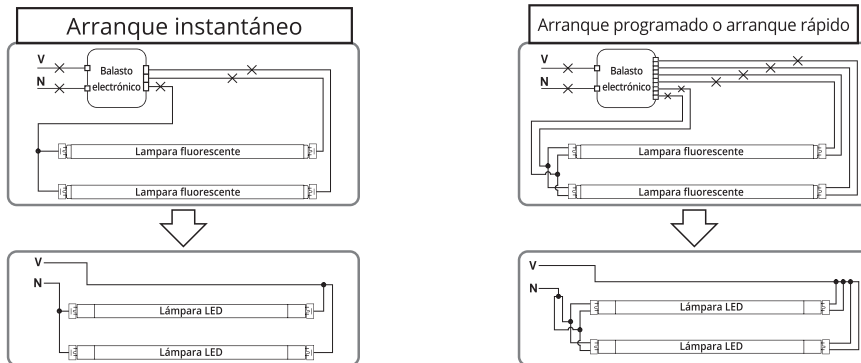 Arranque instantáneo
V
N
Balasto
electrónico
Lampara fluorescente
Lampara fluorescente
V
N
Lámpara LED
Lámpara LED
Arranque programado o arranque rápido
V
N
Balasto
electrónico
Lampara fluorescente
Lampara fluorescente
V
N
Lámpara LED
Lámpara LED